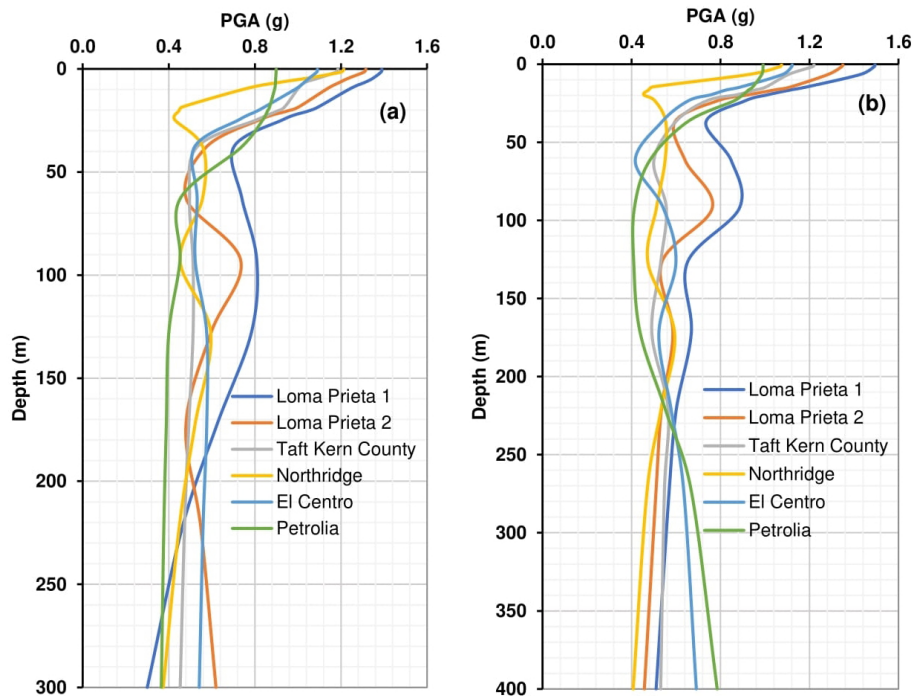 PGA (g)
0.0 0.4 0.8 1.2 1.6
0
50
100
150
200
250
300
Depth (m)
(a)
Loma Prieta 1
Loma Prieta 2
Taft Kern County
Northridge
El Centro
Petrolia
PGA (g)
0.0 0.4 0.8 1.2 1.6
0
50
100
150
200
250
300
350
400
Depth (m)
(b)
Loma Prieta 1
Loma Prieta 2
Taft Kern County
Northridge
El Centro
Petrolia